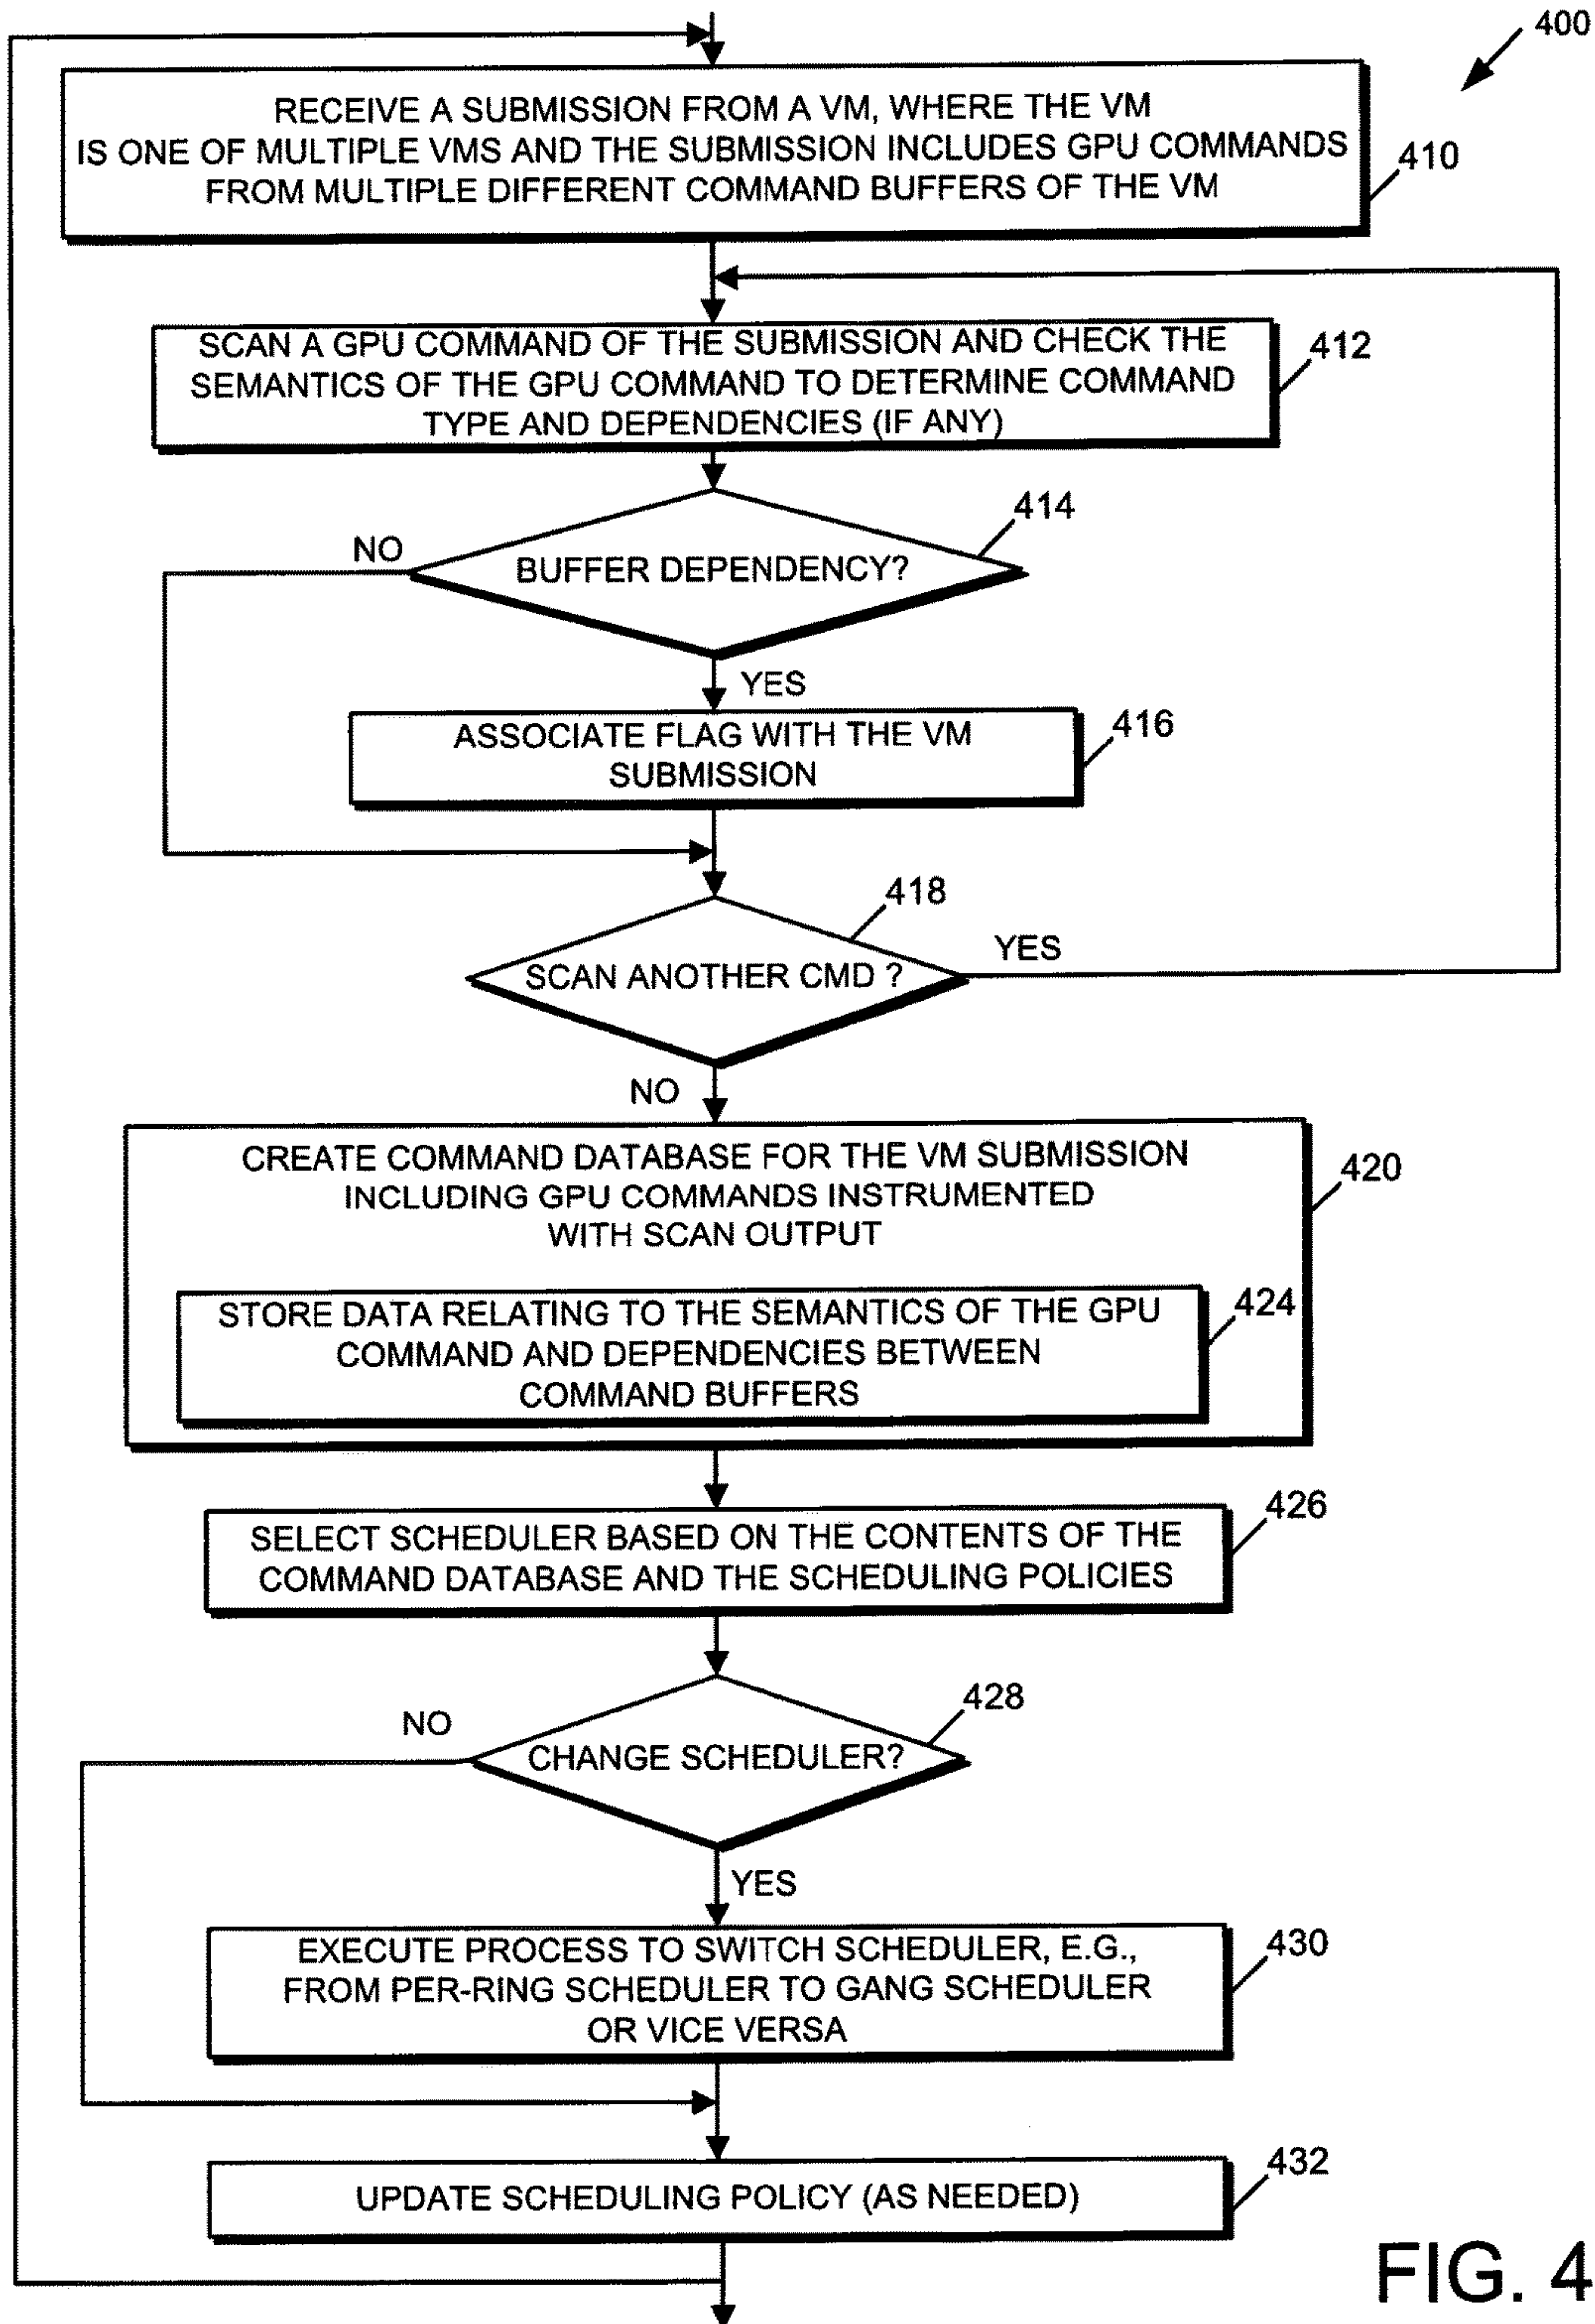 400
RECEIVE A SUBMISSION FROM A VM, WHERE THE VM
IS ONE OF MULTIPLE VMS AND THE SUBMISSION INCLUDES GPU COMMANDS
FROM MULTIPLE DIFFERENT COMMAND BUFFERS OF THE VM
410
SCAN A GPU COMMAND OF THE SUBMISSION AND CHECK THE
SEMANTICS OF THE GPU COMMAND TO DETERMINE COMMAND
TYPE AND DEPENDENCIES (IF ANY)
412
BUFFER DEPENDENCY?
414
NO
YES
ASSOCIATE FLAG WITH THE VM
SUBMISSION
416
SCAN ANOTHER CMD ?
418
YES
NO
CREATE COMMAND DATABASE FOR THE VM SUBMISSION
INCLUDING GPU COMMANDS INSTRUMENTED
WITH SCAN OUTPUT
420
STORE DATA RELATING TO THE SEMANTICS OF THE GPU
COMMAND AND DEPENDENCIES BETWEEN
COMMAND BUFFERS
424
SELECT SCHEDULER BASED ON THE CONTENTS OF THE
COMMAND DATABASE AND THE SCHEDULING POLICIES
426
CHANGE SCHEDULER?
428
NO
YES
EXECUTE PROCESS TO SWITCH SCHEDULER, E.G.,
FROM PER-RING SCHEDULER TO GANG SCHEDULER
OR VICE VERSA
430
UPDATE SCHEDULING POLICY (AS NEEDED)
432
FIG. 4